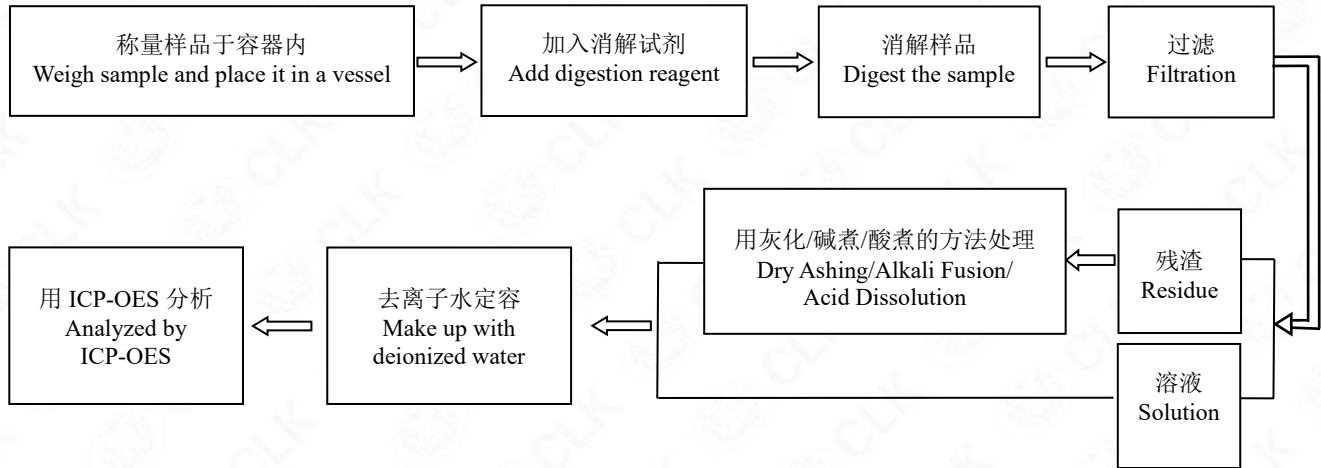 称量样品于容器内
Weigh sample and place it in a vessel
加入消解试剂
Add digestion reagent
消解样品
Digest the sample
过滤
Filtration
残渣
Residue
溶液
Solution
用灰化/碱煮/酸煮的方法处理
Dry Ashing/Alkali Fusion/
Acid Dissolution
去离子水定容
Make up with
deionized water
用 ICP-OES 分析
Analyzed by
ICP-OES
CLK